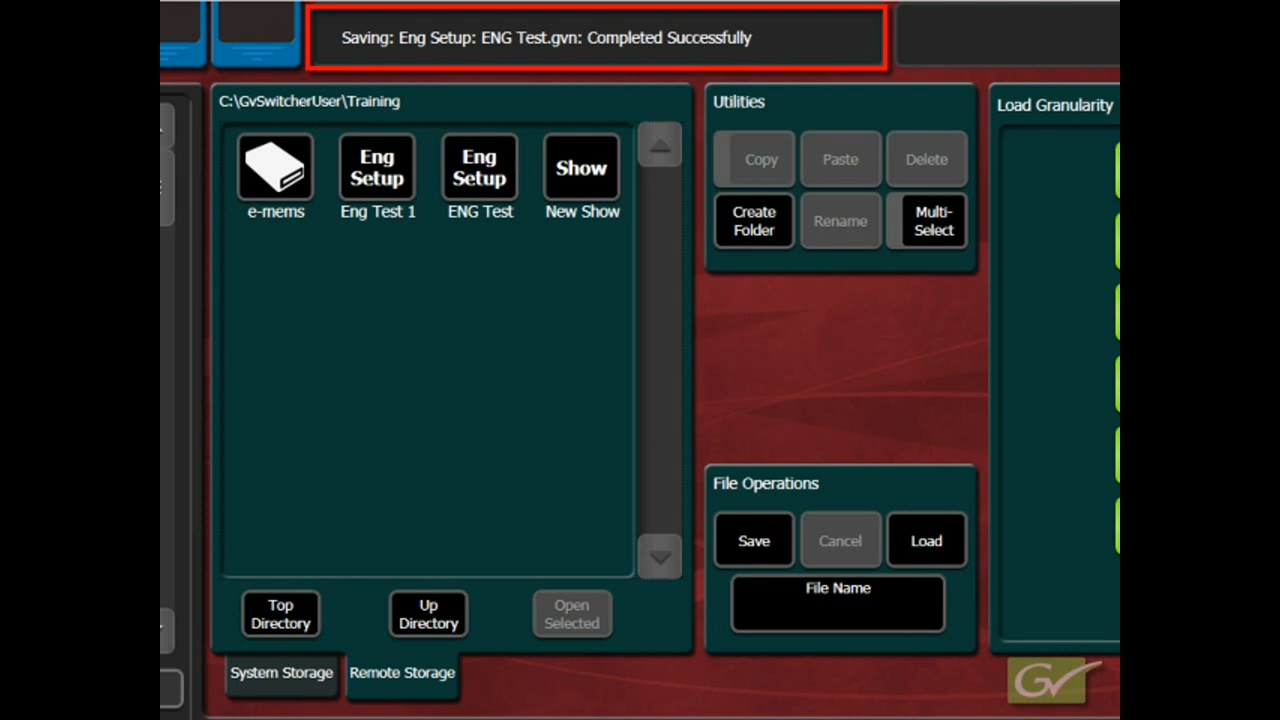 Saving: Eng Setup: ENG Test.gvn: Completed Successfully
C:\GvSwitcherUser\Training
Eng
Setup
Eng
Setup
Show
e-mems
Eng Test 1
ENG Test
New Show
Top
Directory
Up
Directory
Open
Selected
System Storage
Remote Storage
Utilities
Copy
Paste
Delete
Create
Folder
Rename
Multi-
Select
File Operations
Save
Cancel
Load
File Name
Load Granularity
GV